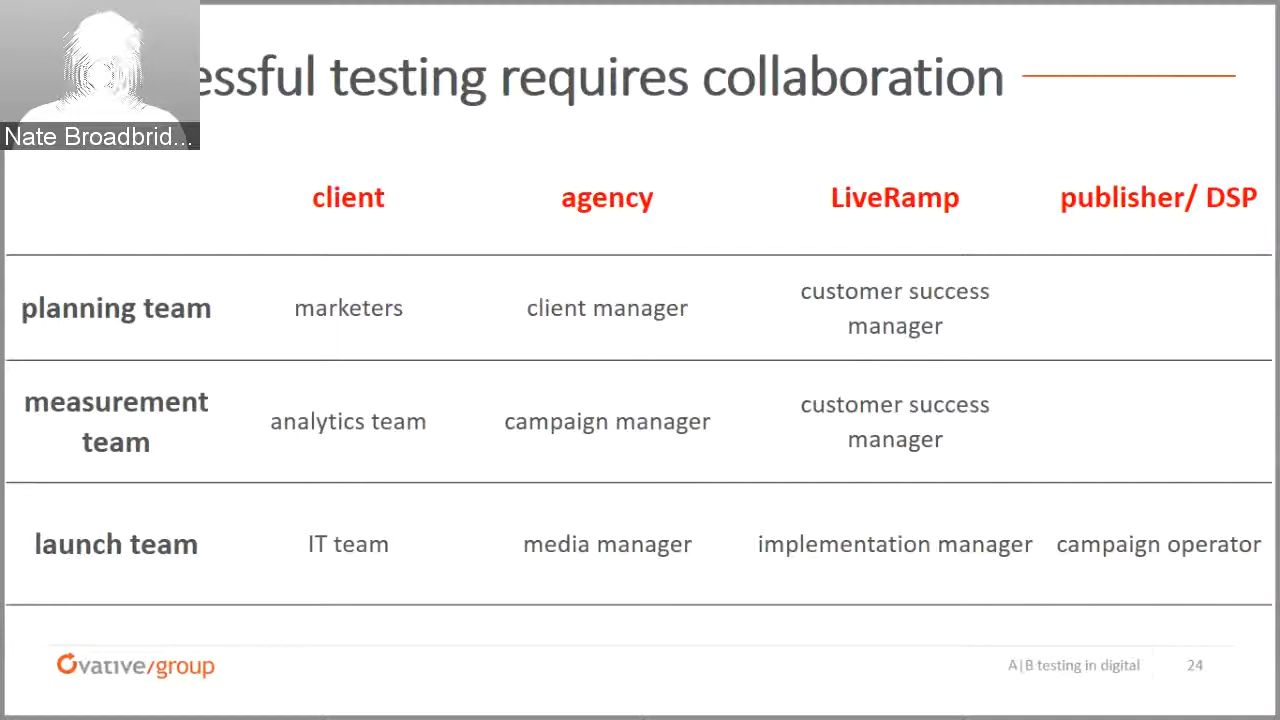 essful testing requires collaboration
Nate Broadbrid...
client agency LiveRamp publisher/ DSP
planning team marketers client manager customer success manager
measurement team analytics team campaign manager customer success manager
launch team IT team media manager implementation manager campaign operator
Ovative/group A|B testing in digital 24